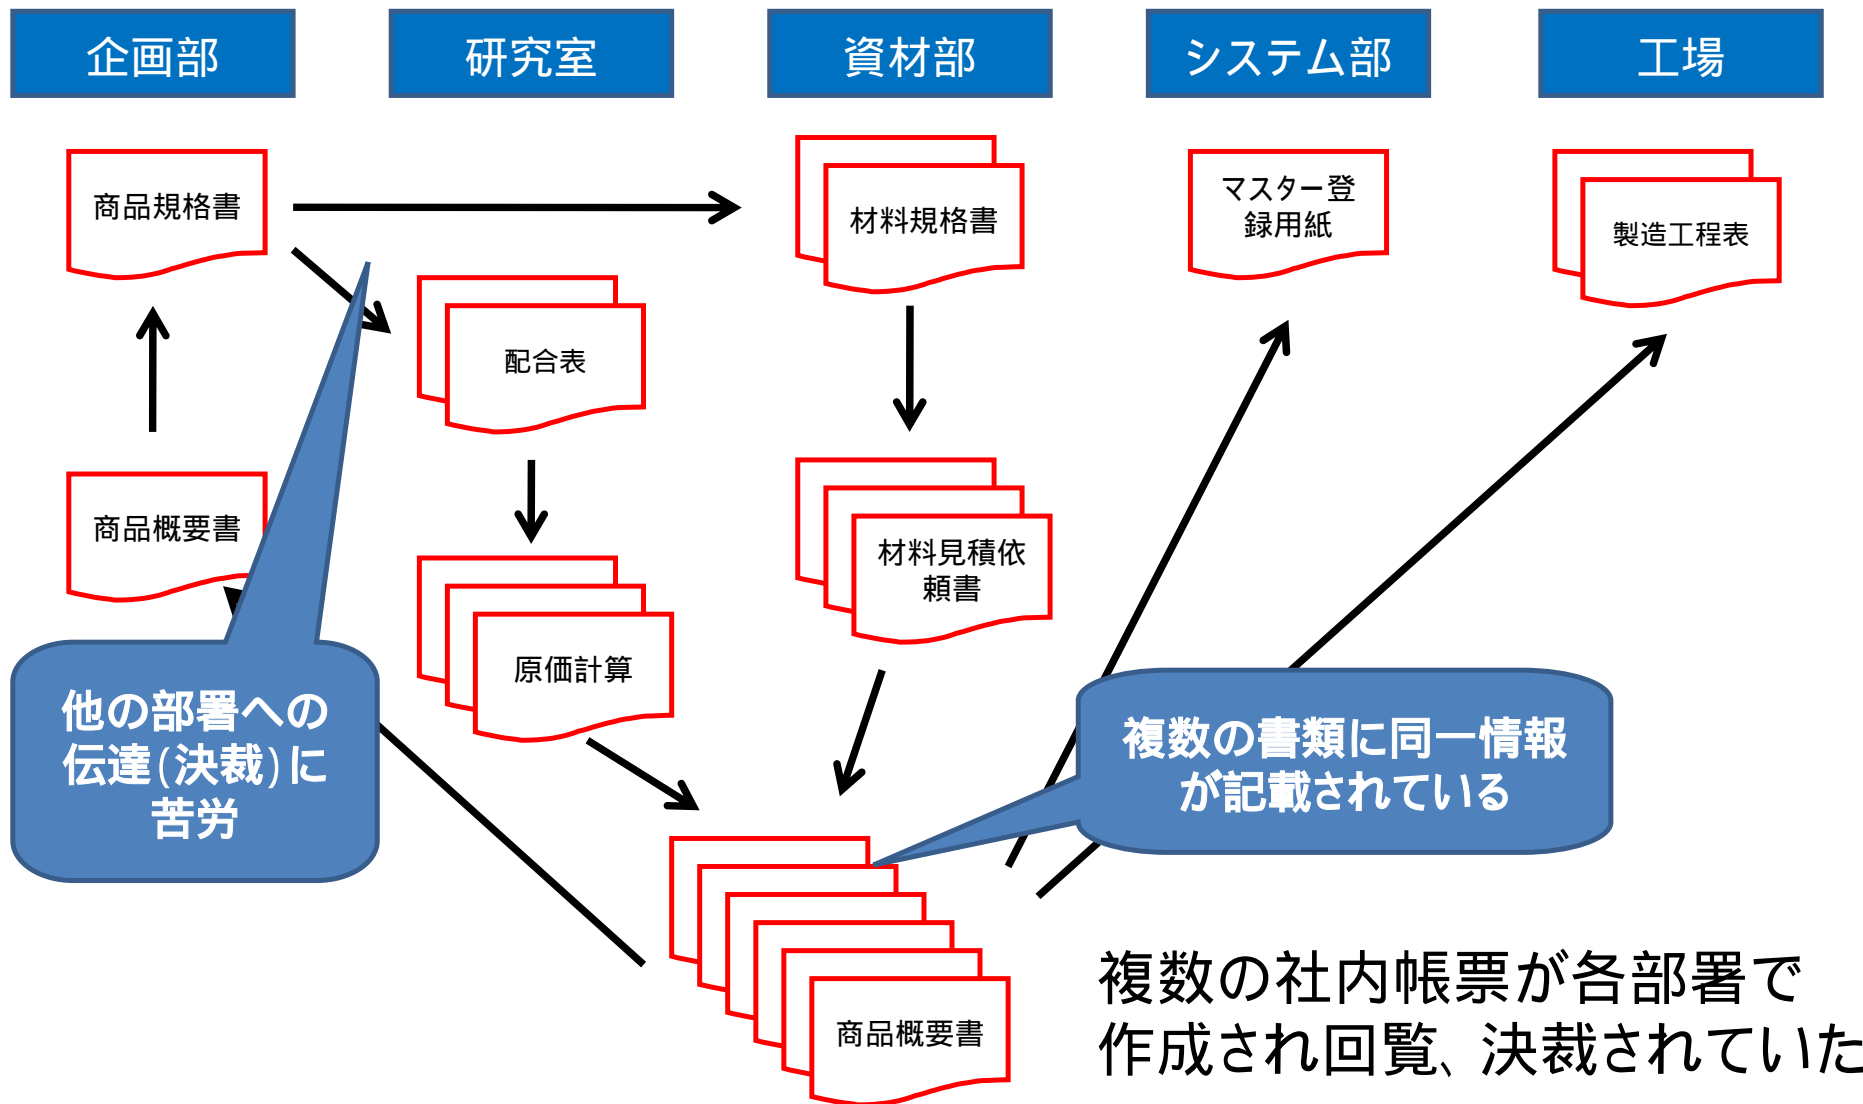 企画部
研究室
資材部
システム部
工場
商品規格書
材料規格書
マスター登
録用紙
製造工程表
配合表
商品概要書
材料見積依
頼書
原価計算
他の部署への
伝達(決裁)に
苦労
複数の書類に同一情報
が記載されている
商品概要書
複数の社内帳票が各部署で
作成され回覧、決裁されていた